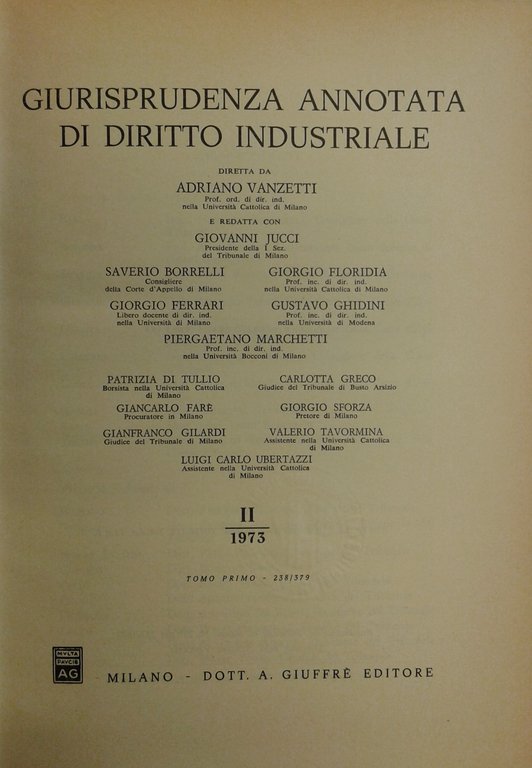 GIURISPRUDENZA ANNOTATA
DI DIRITTO INDUSTRIALE
DIRETTA DA
ADRIANO VANZETTI
Prof. ord. di dir. ind.
nella Università Cattolica di Milano
E REDATTA CON
GIOVANNI JUCCI
Presidente della I Sez.
del Tribunale di Milano
SAVERIO BORRELLI
Consigliere
della Corte d'Appello di Milano
GIORGIO FLORIDIA
Prof. inc. di dir. ind.
nella Università Cattolica di Milano
GIORGIO FERRARI
Libero docente di dir. ind.
nella Università di Milano
GUSTAVO GHIDINI
Prof. inc. di dir. ind.
nella Università di Modena
PIERGAETANO MARCHETTI
Prof. inc. di dir. ind.
nella Università Bocconi di Milano
PATRIZIA DI TULLIO
Borsista nella Università Cattolica
di Milano
CARLOTTA GRECO
Giudice del Tribunale di Busto Arsizio
GIANCARLO FARÈ
Procuratore in Milano
GIORGIO SFORZA
Pretore di Milano
GIANFRANCO GILARDI
Giudice del Tribunale di Milano
VALERIO TAVORMINA
Assistente nella Università Cattolica
di Milano
LUIGI CARLO UBERTAZZI
Assistente nella Università Cattolica
di Milano
II
1973
TOMO PRIMO - 238/379
MVLTA
PAVCIS
AG
MILANO - DOTT. A. GIUFFRÈ EDITORE